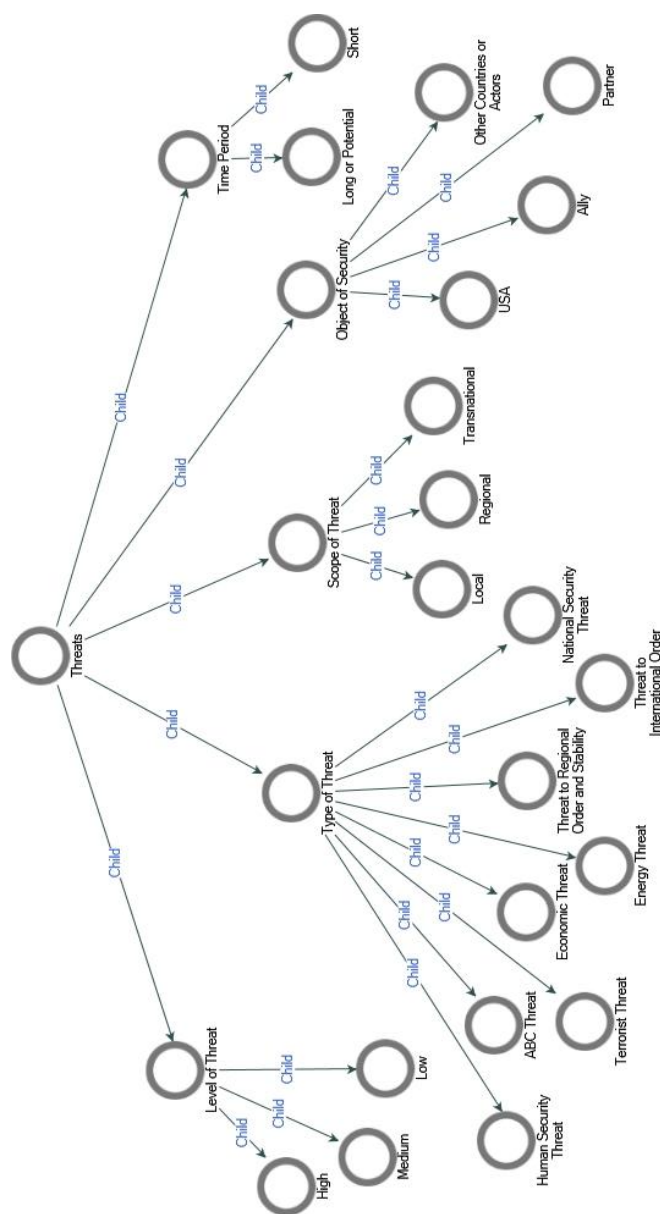 Threats
Child
Child
Child
Child
Child
Level of Threat
Type of Threat
Scope of Threat
Object of Security
Time Period
Child
Child
Child
High
Medium
Low
Child
Child
Child
Child
Child
Child
Child
Child
Human Security
Threat
ABC Threat
Terrorist Threat
Economic Threat
Energy Threat
Threat to Regional
Order and Stability
Threat to
International Order
National Security
Threat
Child
Child
Child
Local
Regional
Transnational
Child
Child
Child
Child
USA
Ally
Partner
Other Countries or
Actors
Child
Child
Long or Potential
Short